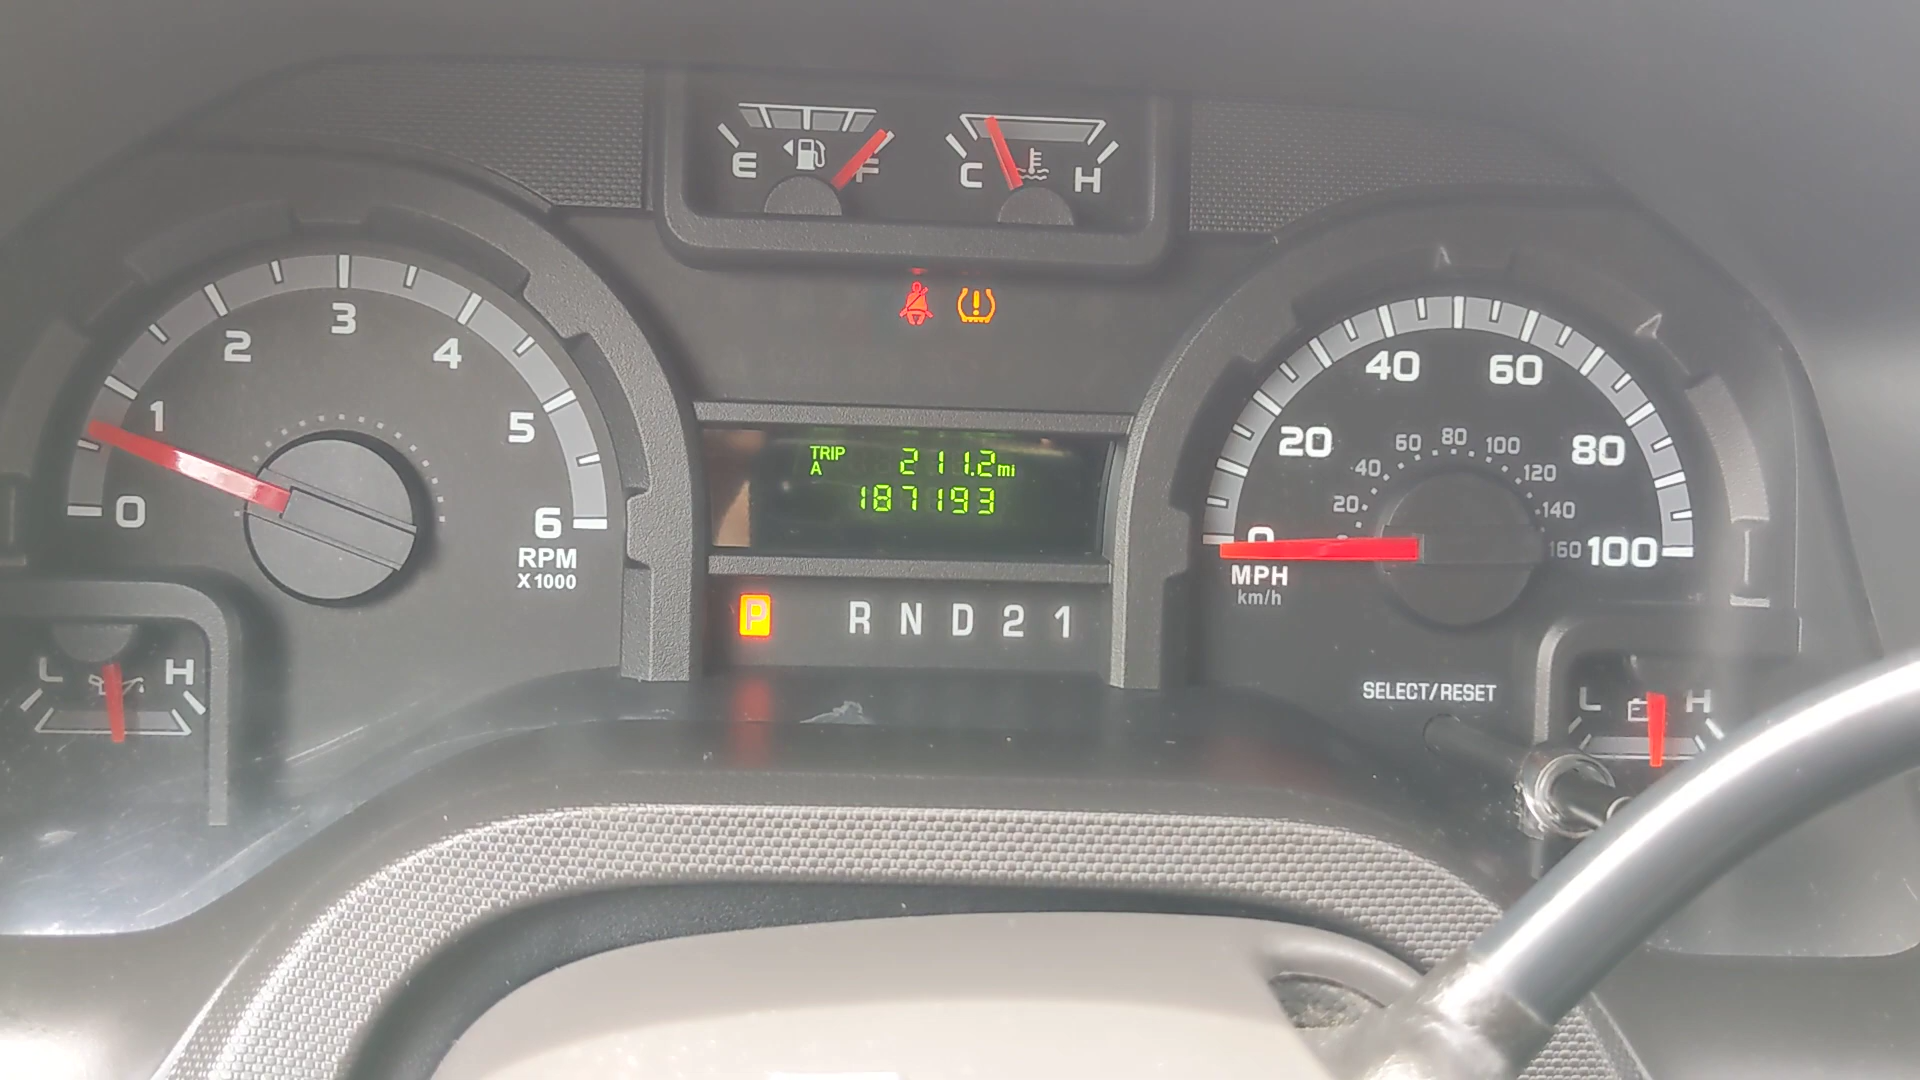 E F
C H
0 1 2 3 4 5 6
RPM
X1000
TRIP
A
211.2mi
187193
P R N D 2 1
0 20 40 60 80 100
20 40 60 80 100 120 140 160
MPH
km/h
SELECT/RESET
L H
L H